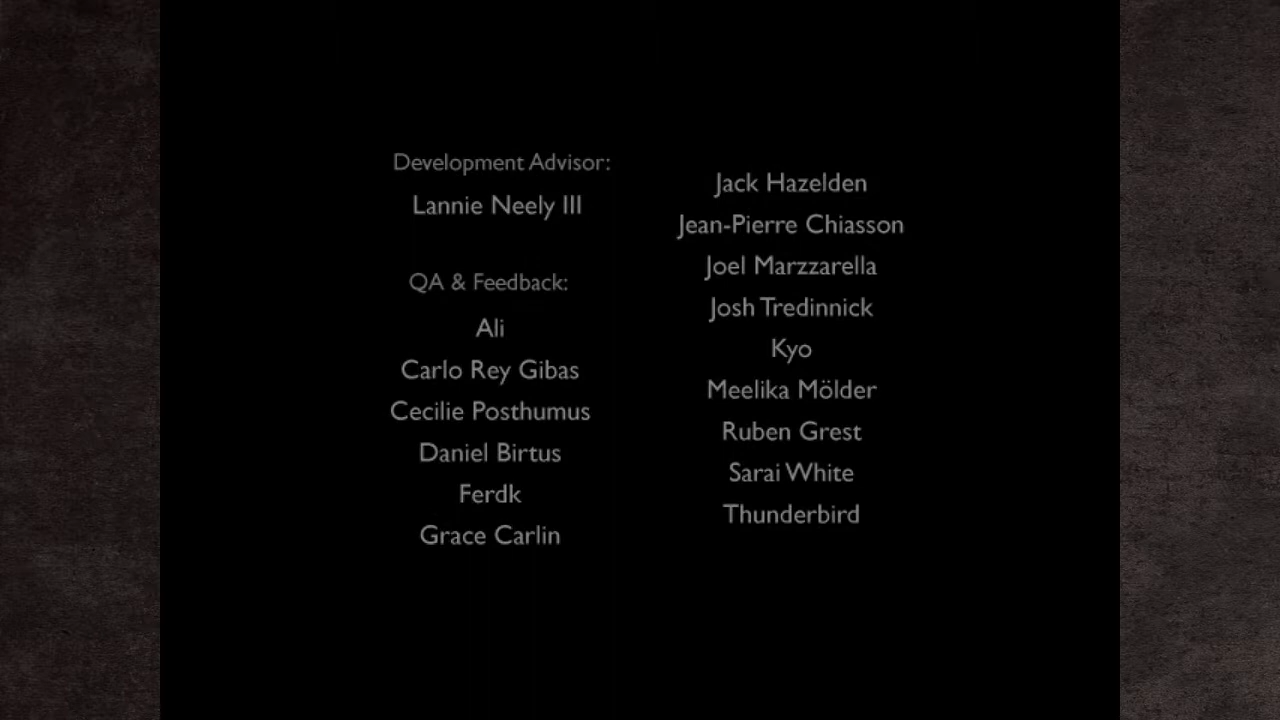 Development Advisor:
Lannie Neely III
QA & Feedback:
Ali
Carlo Rey Gibas
Cecilie Posthumus
Daniel Birtus
Ferdk
Grace Carlin
Jack Hazelden
Jean-Pierre Chiasson
Joel Marzzarella
Josh Tredinnick
Kyo
Meelika Mölder
Ruben Grest
Sarai White
Thunderbird